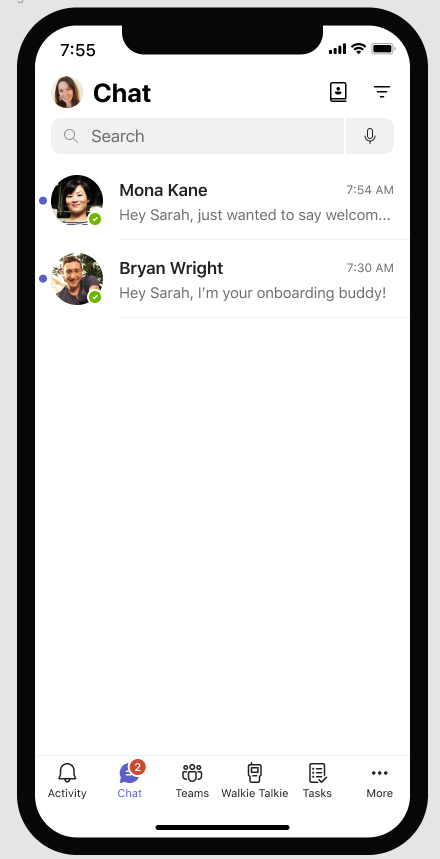 7:55
Chat
Search
Mona Kane 7:54 AM
Hey Sarah, just wanted to say welcom...
Bryan Wright 7:30 AM
Hey Sarah, I'm your onboarding buddy!
2
Activity Chat Teams Walkie Talkie Tasks More